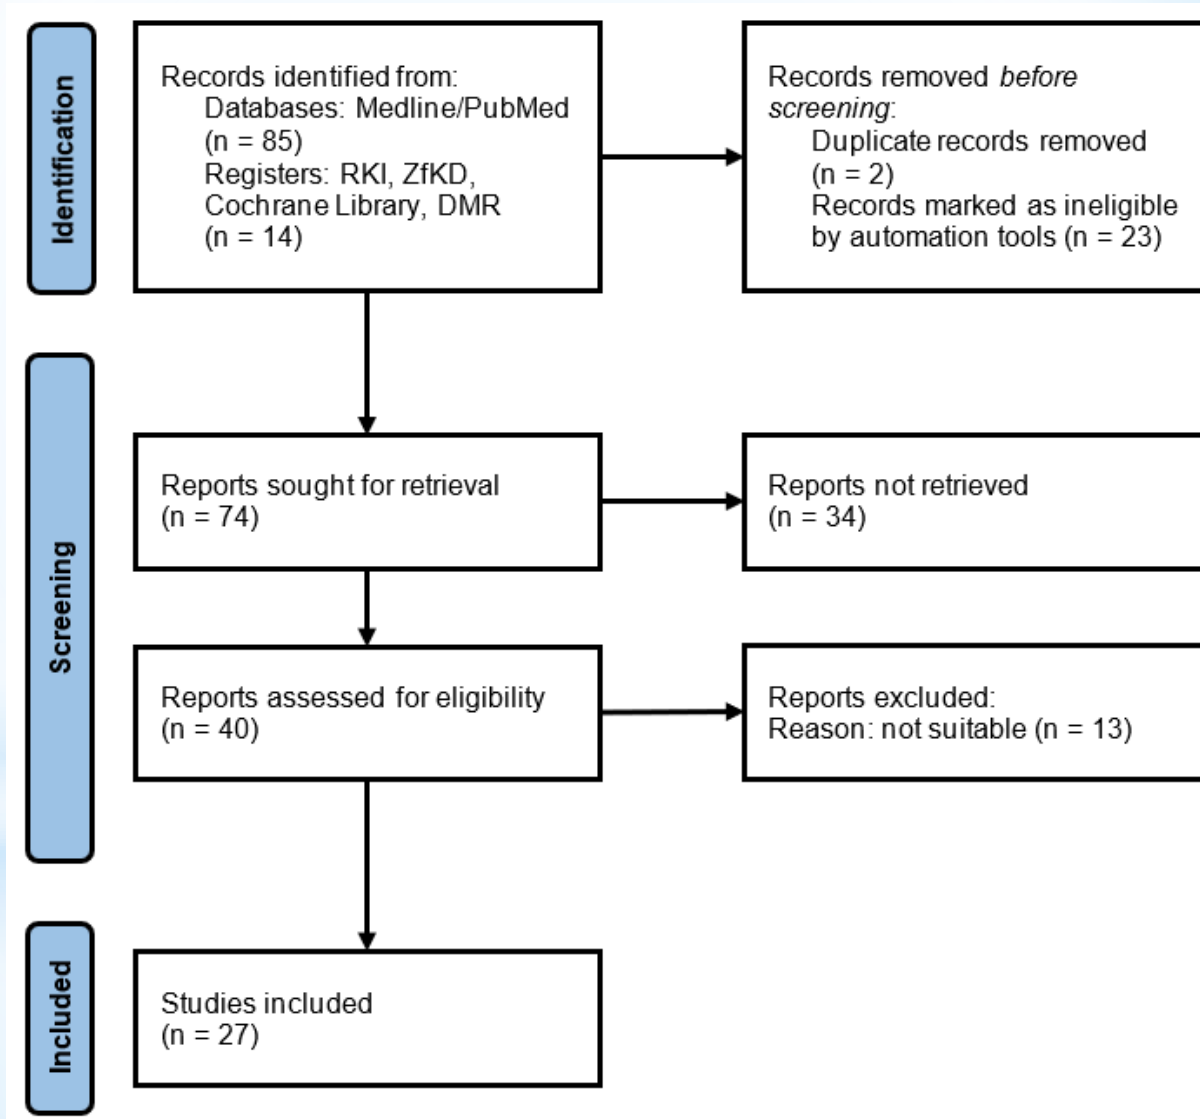 Identification
Records identified from:
Databases: Medline/PubMed
(n = 85)
Registers: RKI, ZfKD,
Cochrane Library, DMR
(n = 14)
Records removed before
screening:
Duplicate records removed
(n = 2)
Records marked as ineligible
by automation tools (n = 23)
Screening
Reports sought for retrieval
(n = 74)
Reports not retrieved
(n = 34)
Reports assessed for eligibility
(n = 40)
Reports excluded:
Reason: not suitable (n = 13)
Included
Studies included
(n = 27)